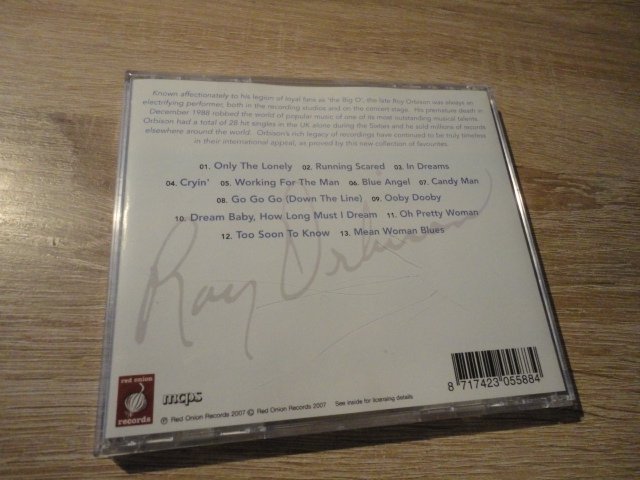 Known affectionately to his legion of loyal fans as 'the Big O', the late Roy Orbison was always an
electrifying performer, both in the recording studios and on the concert stage. His premature death in
December 1988 robbed the world of popular music of one of its most outstanding musical talents.
Orbison had a total of 28 hit singles in the UK alone during the Sixties and he sold millions of records
elsewhere around the world. Orbison's rich legacy of recordings have continued to be truly timeless
in their international appeal, as proved by this new collection of favourites.
01. Only The Lonely 02. Running Scared 03. In Dreams
04. Cryin' 05. Working For The Man 06. Blue Angel 07. Candy Man
08. Go Go Go (Down The Line) 09. Ooby Dooby
10. Dream Baby, How Long Must I Dream 11. Oh Pretty Woman
12. Too Soon To Know 13. Mean Woman Blues
Roy Orbison
red onion
records
mcps
℗ Red Onion Records 2007 © Red Onion Records 2007 See inside for licensing details
8 717423 055884